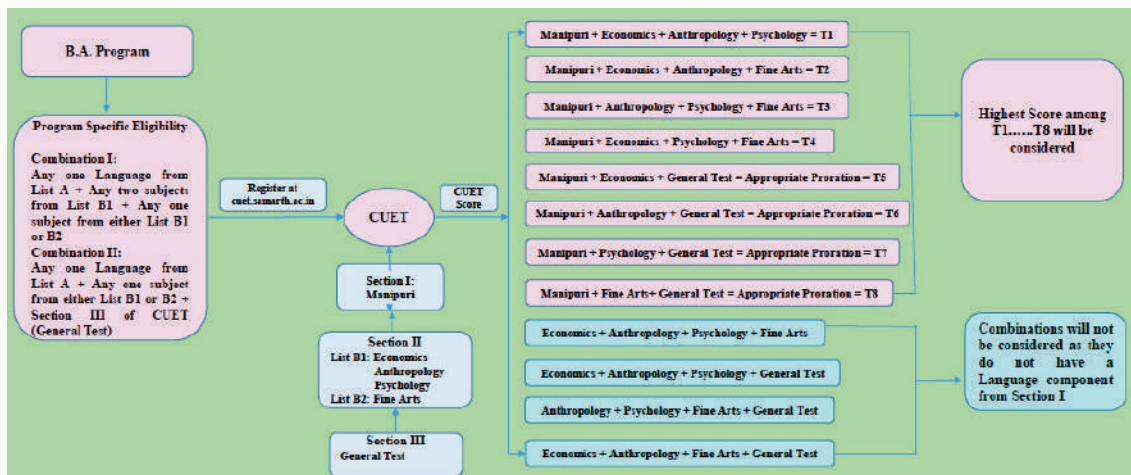 B.A. Program
Program Specific Eligibility
Combination I:
Any one Language from
List A + Any two subjects
from List B1 + Any one
subject from either List B1
or B2
Combination II:
Any one Language from
List A + Any one subject
from either List B1 or B2 +
Section III of CUET
(General Test)
Register at
cuet.samarth.ac.in
CUET
CUET
Score
Section I:
Manipuri
Section II
List B1: Economics
Anthropology
Psychology
List B2: Fine Arts
Section III
General Test
Manipuri + Economics + Anthropology + Psychology = T1
Manipuri + Economics + Anthropology + Fine Arts = T2
Manipuri + Anthropology + Psychology + Fine Arts = T3
Manipuri + Economics + Psychology + Fine Arts = T4
Manipuri + Economics + General Test = Appropriate Proration = T5
Manipuri + Anthropology + General Test = Appropriate Proration = T6
Manipuri + Psychology + General Test = Appropriate Proration = T7
Manipuri + Fine Arts+ General Test = Appropriate Proration = T8
Highest Score among
T1......T8 will be
considered
Economics + Anthropology + Psychology + Fine Arts
Economics + Anthropology + Psychology + General Test
Anthropology + Psychology + Fine Arts + General Test
Economics + Anthropology + Fine Arts + General Test
Combinations will not
be considered as they
do not have a
Language component
from Section I